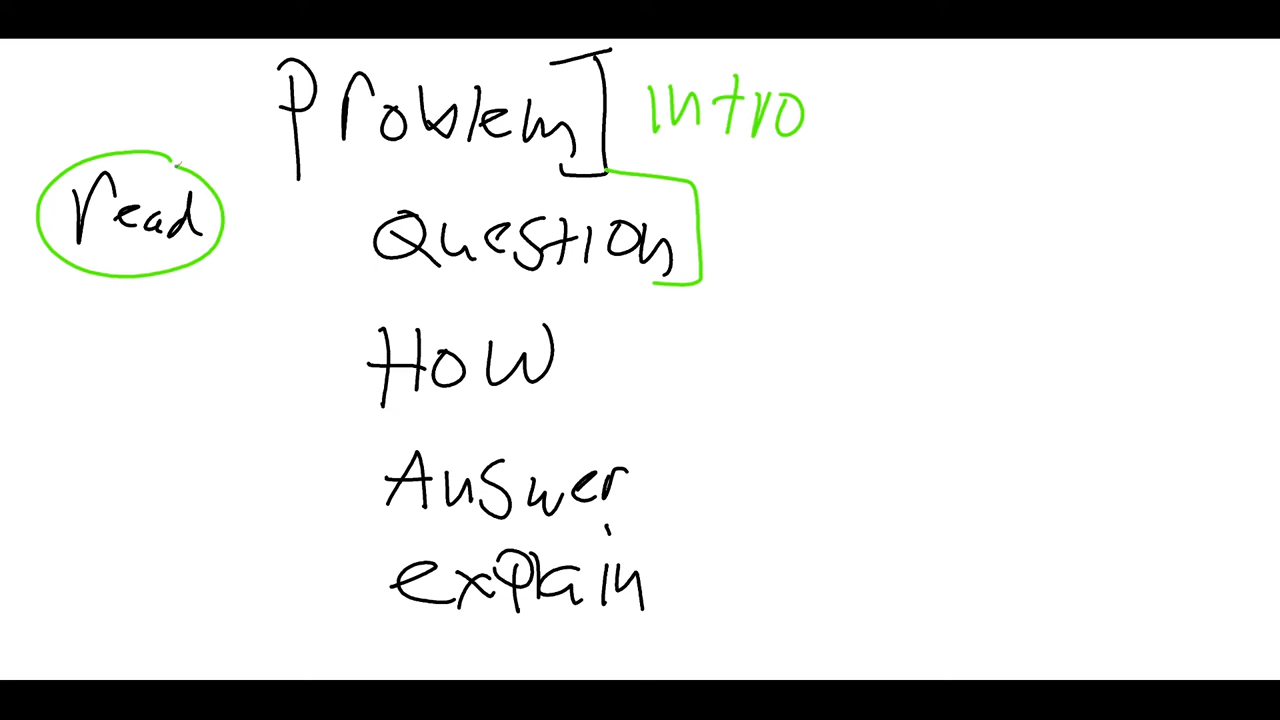 Problem intro
read
Question
How
Answer
explain